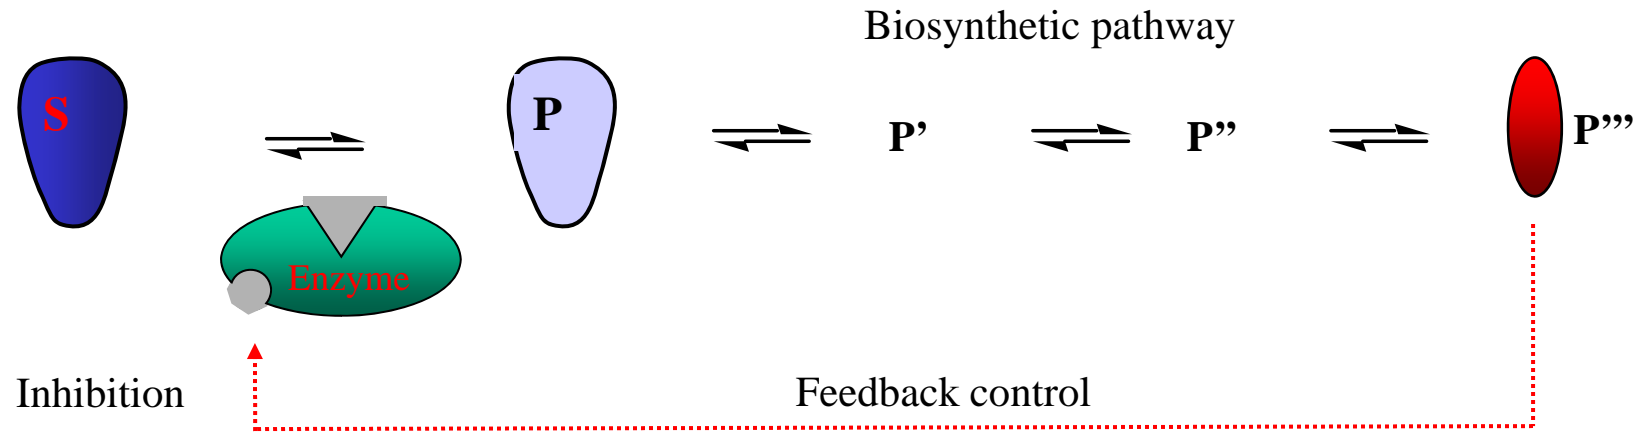 Biosynthetic pathway
S
P
P’
P”
P”’
Enzyme
Inhibition
Feedback control